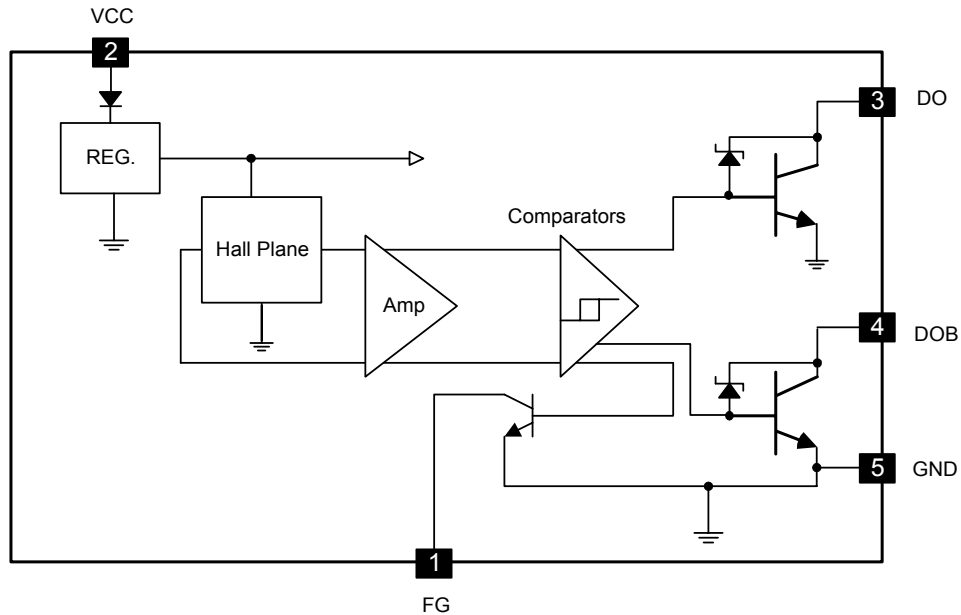 VCC
2
3
DO
REG.
Comparators
Hall Plane
Amp
4
DOB
5
GND
1
FG